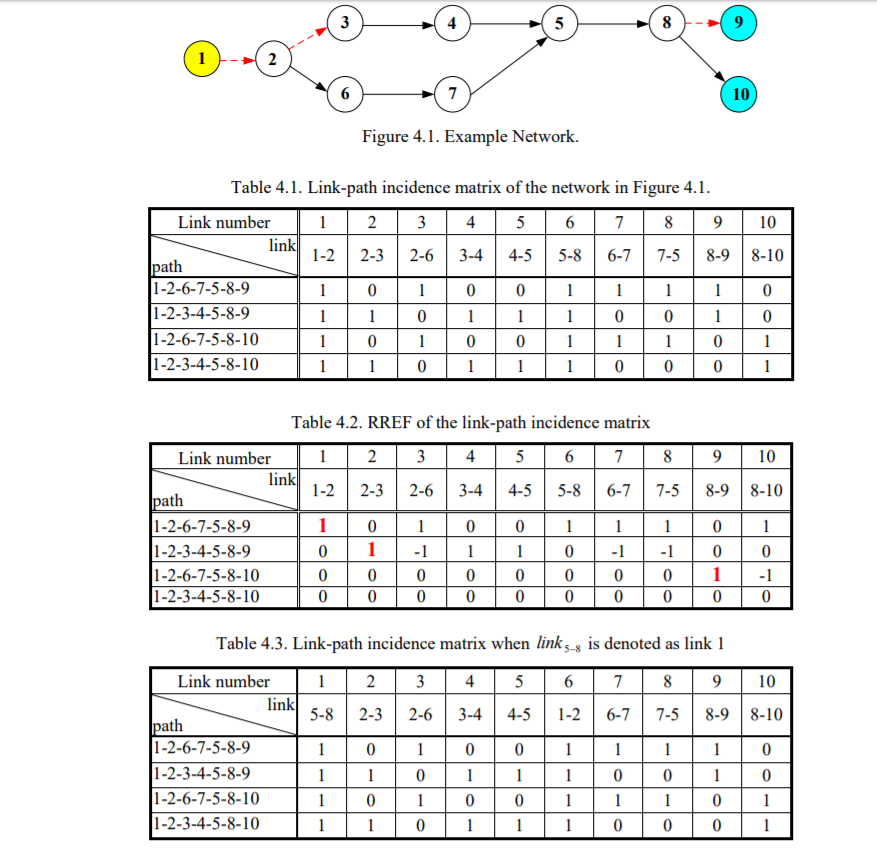 3 4 5 8 9
1 2
6 7 10
Figure 4.1. Example Network.
Table 4.1. Link-path incidence matrix of the network in Figure 4.1.
Link number 1 2 3 4 5 6 7 8 9 10
link
path 1-2 2-3 2-6 3-4 4-5 5-8 6-7 7-5 8-9 8-10
1-2-6-7-5-8-9 1 0 1 0 0 1 1 1 1 0
1-2-3-4-5-8-9 1 1 0 1 1 1 0 0 1 0
1-2-6-7-5-8-10 1 0 1 0 0 1 1 1 0 1
1-2-3-4-5-8-10 1 1 0 1 1 1 0 0 0 1
Table 4.2. RREF of the link-path incidence matrix
Link number 1 2 3 4 5 6 7 8 9 10
link
path 1-2 2-3 2-6 3-4 4-5 5-8 6-7 7-5 8-9 8-10
1-2-6-7-5-8-9 1 0 1 0 0 1 1 1 0 1
1-2-3-4-5-8-9 0 1 -1 1 1 0 -1 -1 0 0
1-2-6-7-5-8-10 0 0 0 0 0 0 0 0 1 -1
1-2-3-4-5-8-10 0 0 0 0 0 0 0 0 0 0
Table 4.3. Link-path incidence matrix when link 5-8 is denoted as link 1
Link number 1 2 3 4 5 6 7 8 9 10
link
path 5-8 2-3 2-6 3-4 4-5 1-2 6-7 7-5 8-9 8-10
1-2-6-7-5-8-9 1 0 1 0 0 1 1 1 1 0
1-2-3-4-5-8-9 1 1 0 1 1 1 0 0 1 0
1-2-6-7-5-8-10 1 0 1 0 0 1 1 1 0 1
1-2-3-4-5-8-10 1 1 0 1 1 1 0 0 0 1